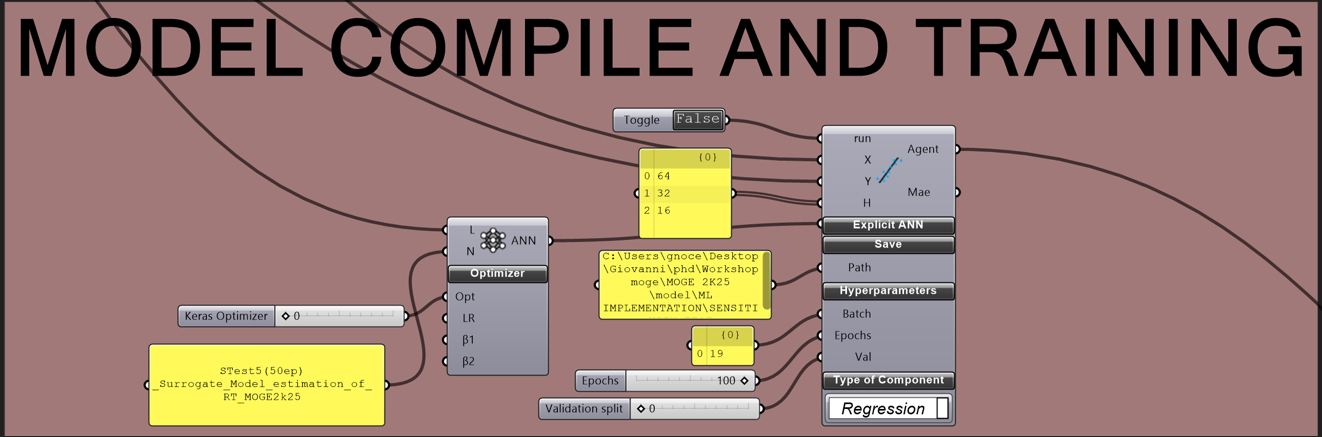 MODEL COMPILE AND TRAINING
Toggle False
{0}
0 64
1 32
2 16
run
X
Y
H
Agent
Mae
Explicit ANN
Save
Path
Hyperparameters
Batch
Epochs
Val
Type of Component
Regression
L
N
ANN
Optimizer
Opt
LR
β1
β2
C:\Users\gnoce\Desktop
\Giovanni\phd\Workshop
moge\MOGE 2K25
\model\ML
IMPLEMENTATION\SENSITI
Keras Optimizer 0
{0}
0 19
STest5(50ep)
_Surrogate_Model_estimation_of_
RT_MOGE2k25
Epochs 100
Validation split 0